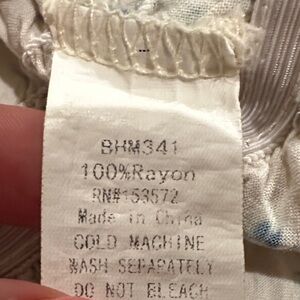 BHM341
100%Rayon
RN#153572
Made in China
COLD MACHINE
WASH SEPARATELY
DO NOT BLEACH